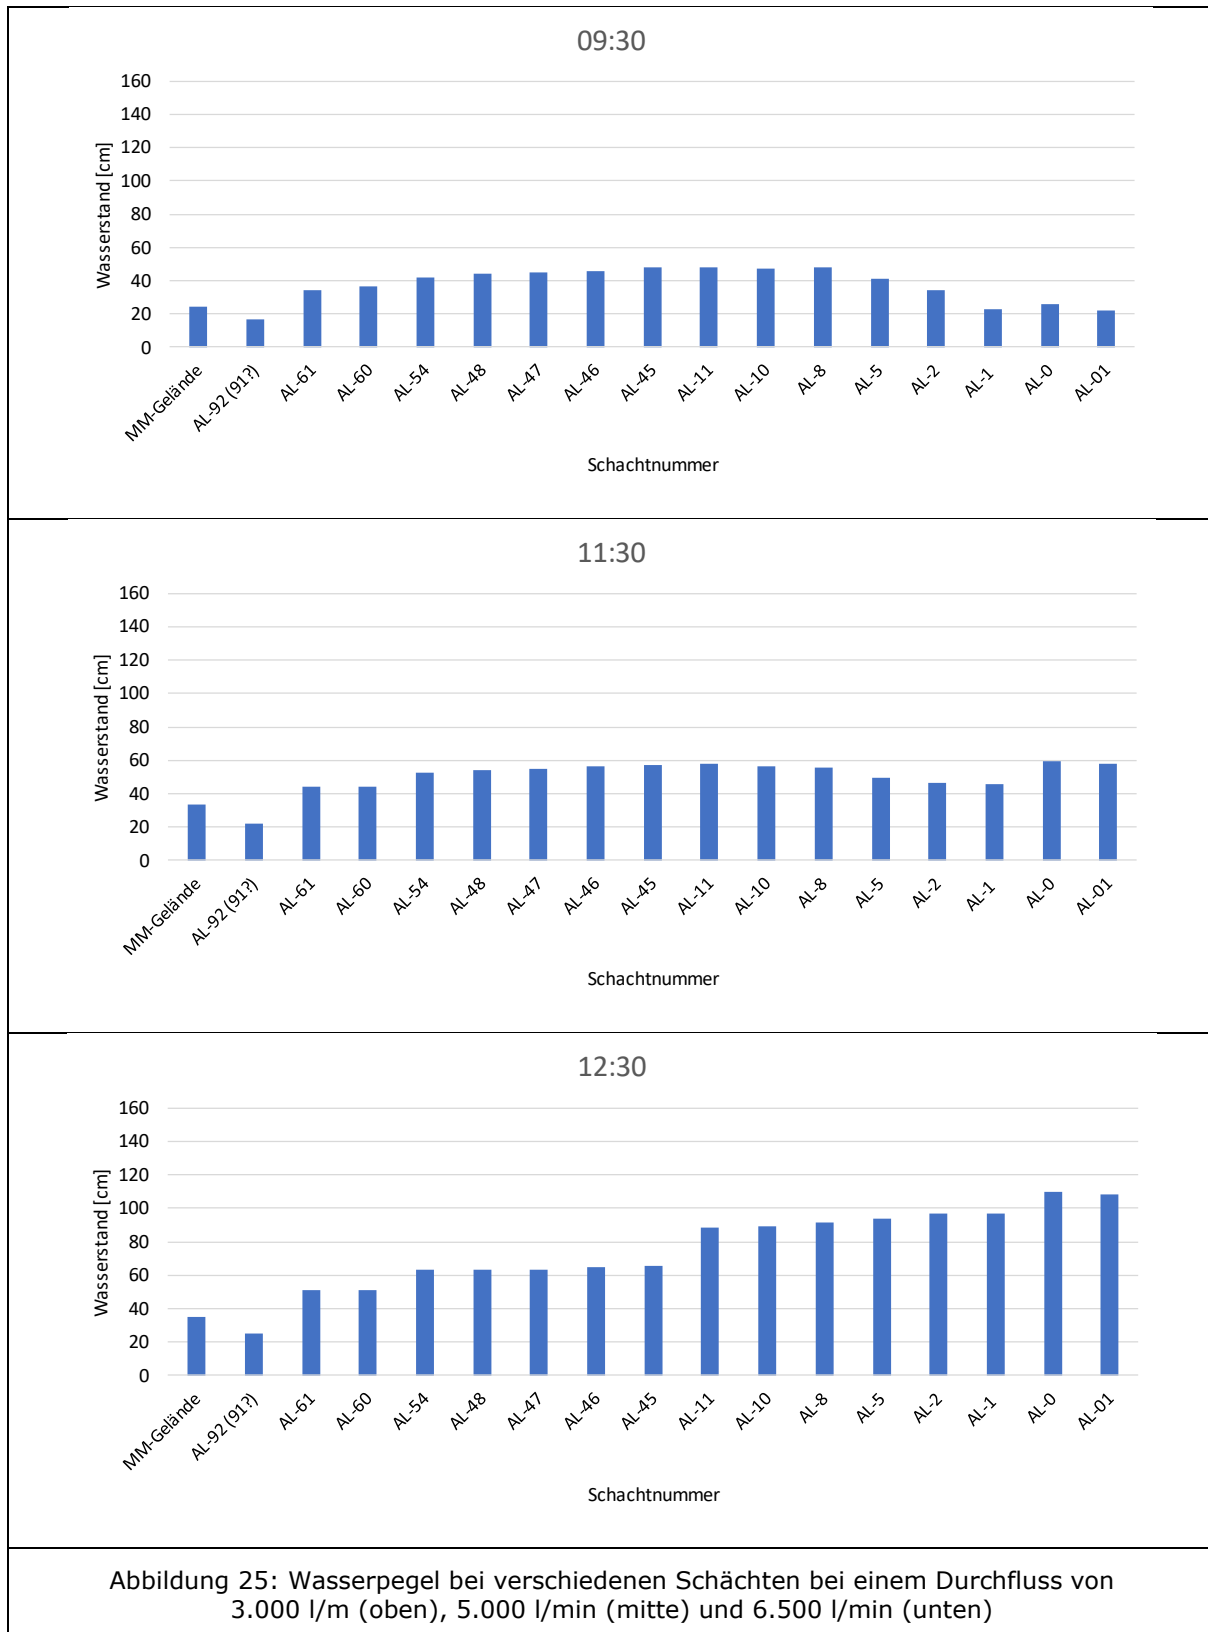 09:30
160
140
120
100
80
60
40
20
0
Wasserstand [cm]
MM-Gelände
AL-92 (91?)
AL-61
AL-60
AL-54
AL-48
AL-47
AL-46
AL-45
AL-11
AL-10
AL-8
AL-5
AL-2
AL-1
AL-0
AL-01
Schachtnummer
11:30
160
140
120
100
80
60
40
20
0
Wasserstand [cm]
MM-Gelände
AL-92 (91?)
AL-61
AL-60
AL-54
AL-48
AL-47
AL-46
AL-45
AL-11
AL-10
AL-8
AL-5
AL-2
AL-1
AL-0
AL-01
Schachtnummer
12:30
160
140
120
100
80
60
40
20
0
Wasserstand [cm]
MM-Gelände
AL-92 (91?)
AL-61
AL-60
AL-54
AL-48
AL-47
AL-46
AL-45
AL-11
AL-10
AL-8
AL-5
AL-2
AL-1
AL-0
AL-01
Schachtnummer
Abbildung 25: Wasserpegel bei verschiedenen Schächten bei einem Durchfluss von
3.000 l/m (oben), 5.000 l/min (mitte) und 6.500 l/min (unten)